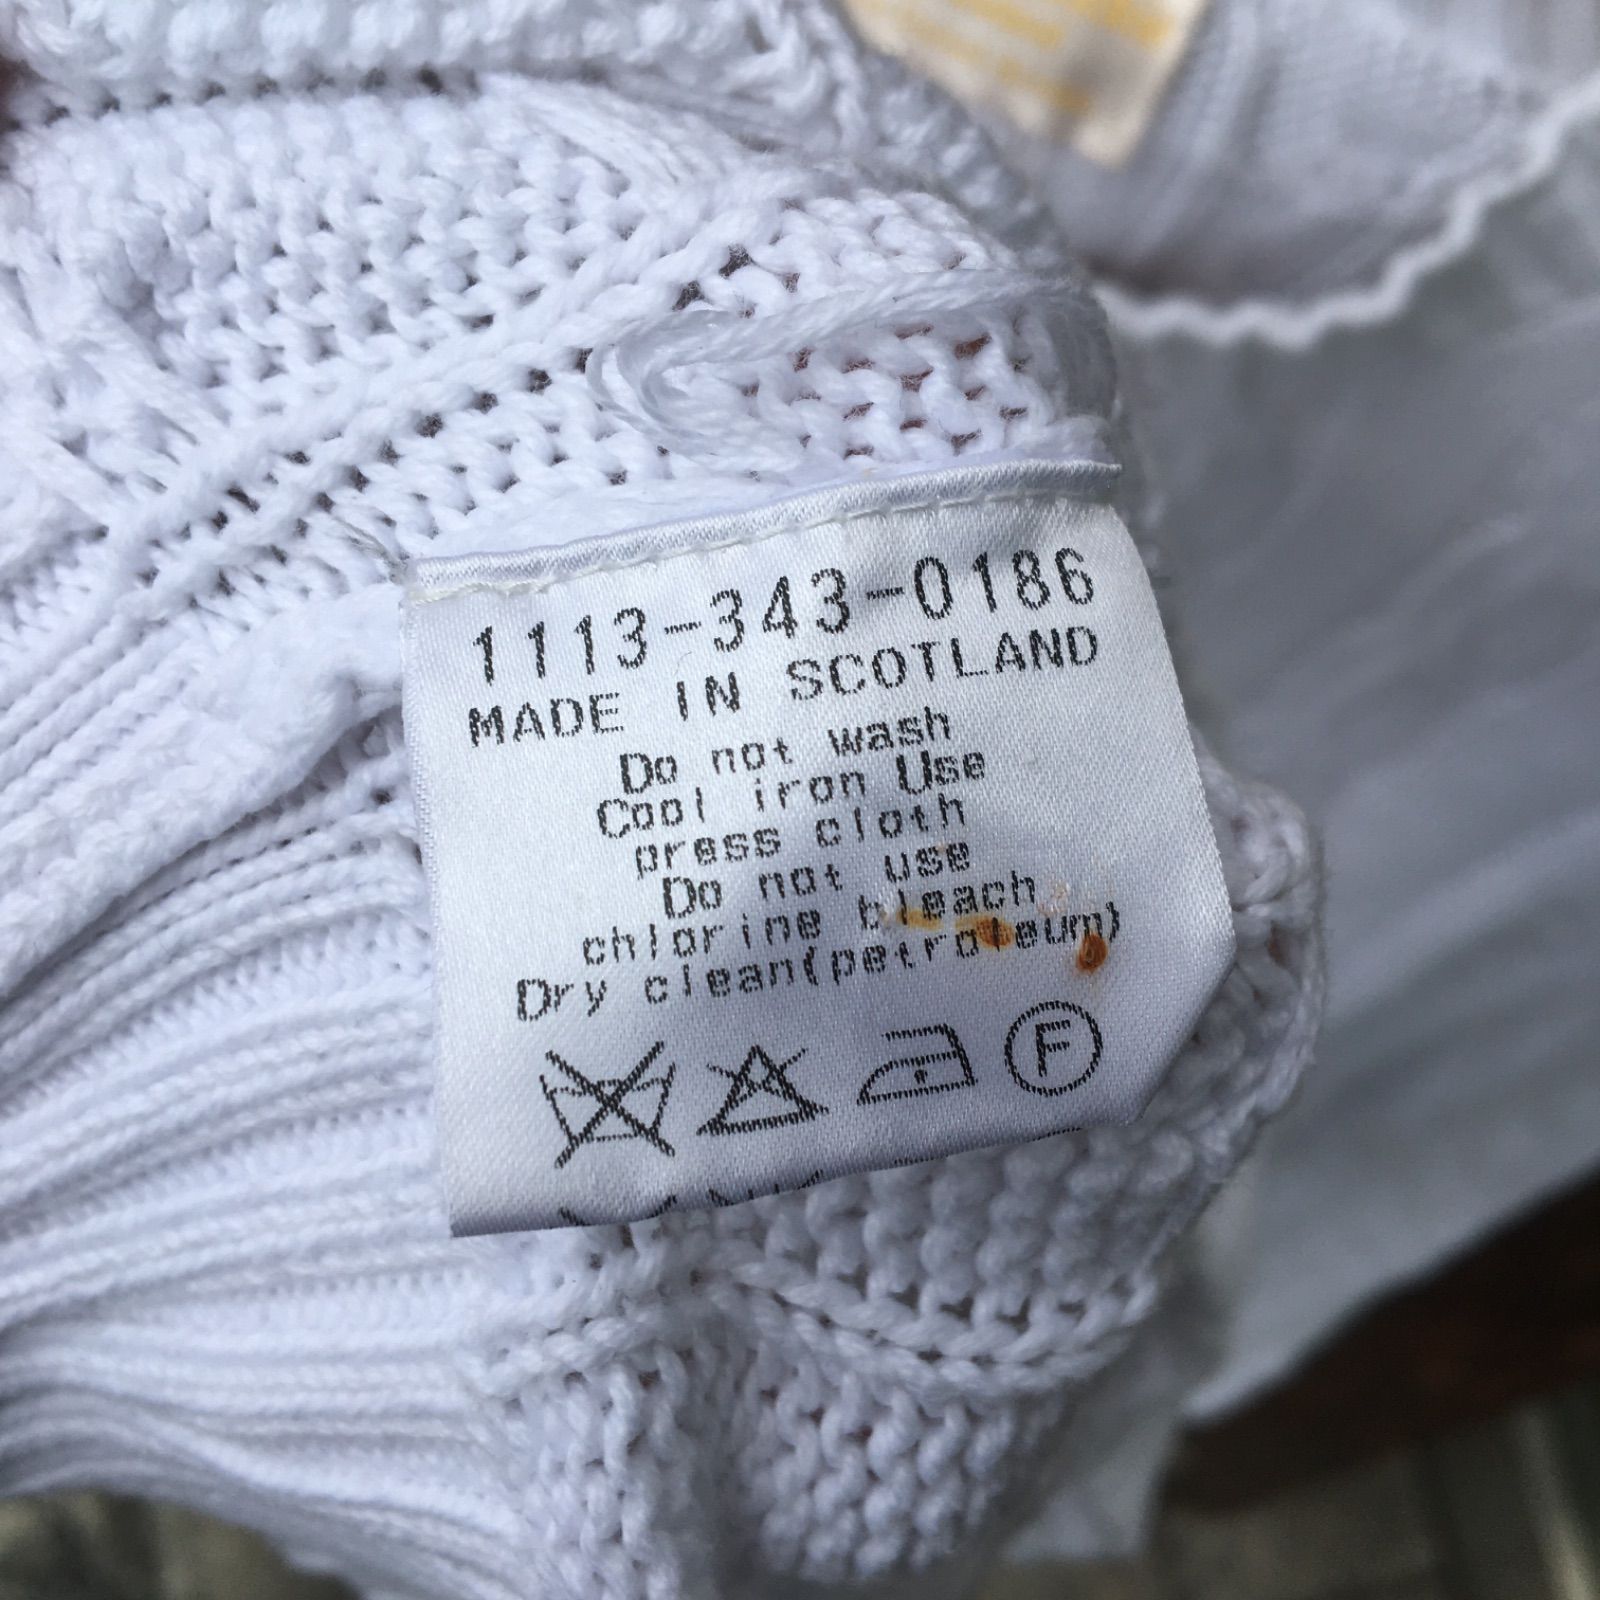 1113-343-0186
MADE IN SCOTLAND
Do not wash
Cool iron Use
press cloth
Do not use
chlorine bleach
Dry clean(petroleum)
F